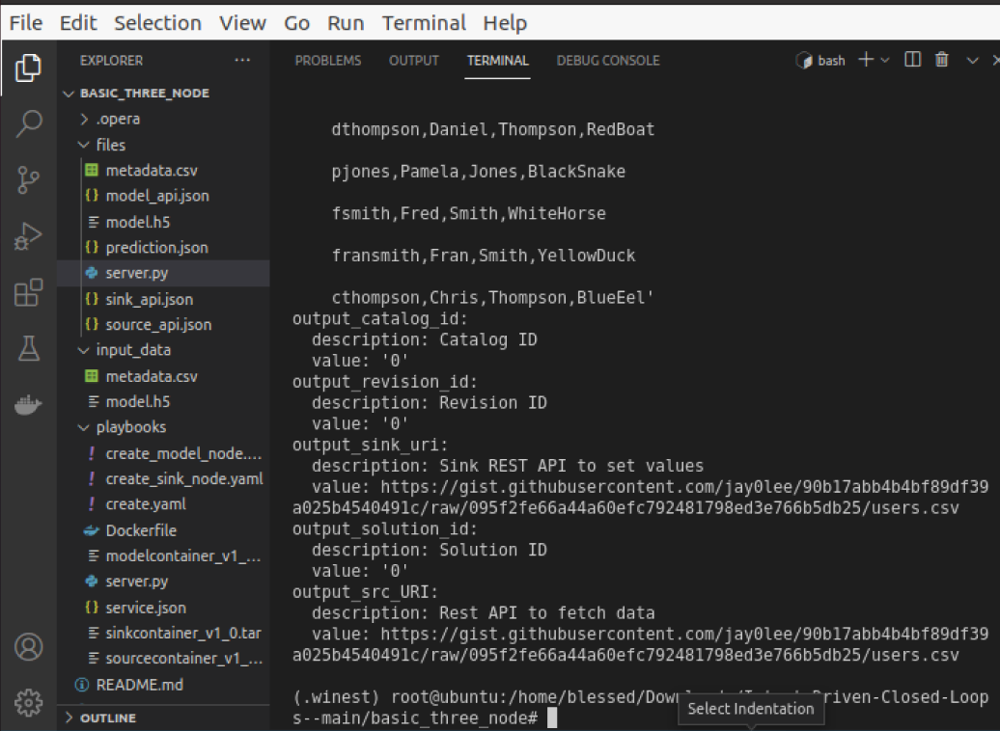 File Edit Selection View Go Run Terminal Help
EXPLORER ···
BASIC_THREE_NODE
.opera
files
metadata.csv
model_api.json
model.h5
prediction.json
server.py
sink_api.json
source_api.json
input_data
metadata.csv
model.h5
playbooks
create_model_node....
create_sink_node.yaml
create.yaml
Dockerfile
modelcontainer_v1_...
server.py
service.json
sinkcontainer_v1_0.tar
sourcecontainer_v1_...
README.md
OUTLINE
PROBLEMS OUTPUT TERMINAL DEBUG CONSOLE bash
dthompson,Daniel,Thompson,RedBoat
pjones,Pamela,Jones,BlackSnake
fsmith,Fred,Smith,WhiteHorse
fransmith,Fran,Smith,YellowDuck
cthompson,Chris,Thompson,BlueEel'
output_catalog_id:
description: Catalog ID
value: '0'
output_revision_id:
description: Revision ID
value: '0'
output_sink_uri:
description: Sink REST API to set values
value: https://gist.githubusercontent.com/jay0lee/90b17abb4b4bf89df39
a025b4540491c/raw/095f2fe66a44a60efc792481798ed3e766b5db25/users.csv
output_solution_id:
description: Solution ID
value: '0'
output_src_URI:
description: Rest API to fetch data
value: https://gist.githubusercontent.com/jay0lee/90b17abb4b4bf89df39
a025b4540491c/raw/095f2fe66a44a60efc792481798ed3e766b5db25/users.csv
(.winest) root@ubuntu:/home/blessed/Downloads/Intent-Driven-Closed-Loop
s--main/basic_three_node#
Select Indentation